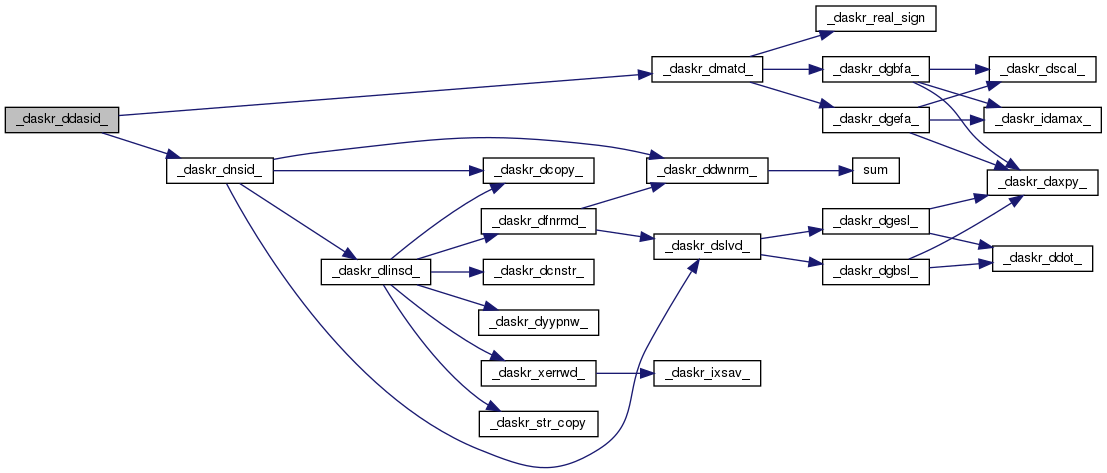 _daskr_real_sign
_daskr_dmatd_
_daskr_dgbfa_
_daskr_dscal_
_daskr_ddasid_
_daskr_dgefa_
_daskr_idamax_
_daskr_dnsid_
_daskr_dcopy_
_daskr_ddwnrm_
sum
_daskr_daxpy_
_daskr_dfnrmd_
_daskr_dgesl_
_daskr_dslvd_
_daskr_ddot_
_daskr_dlinsd_
_daskr_dcnstr_
_daskr_dgbsl_
_daskr_dyypnw_
_daskr_xerrwd_
_daskr_ixsav_
_daskr_str_copy